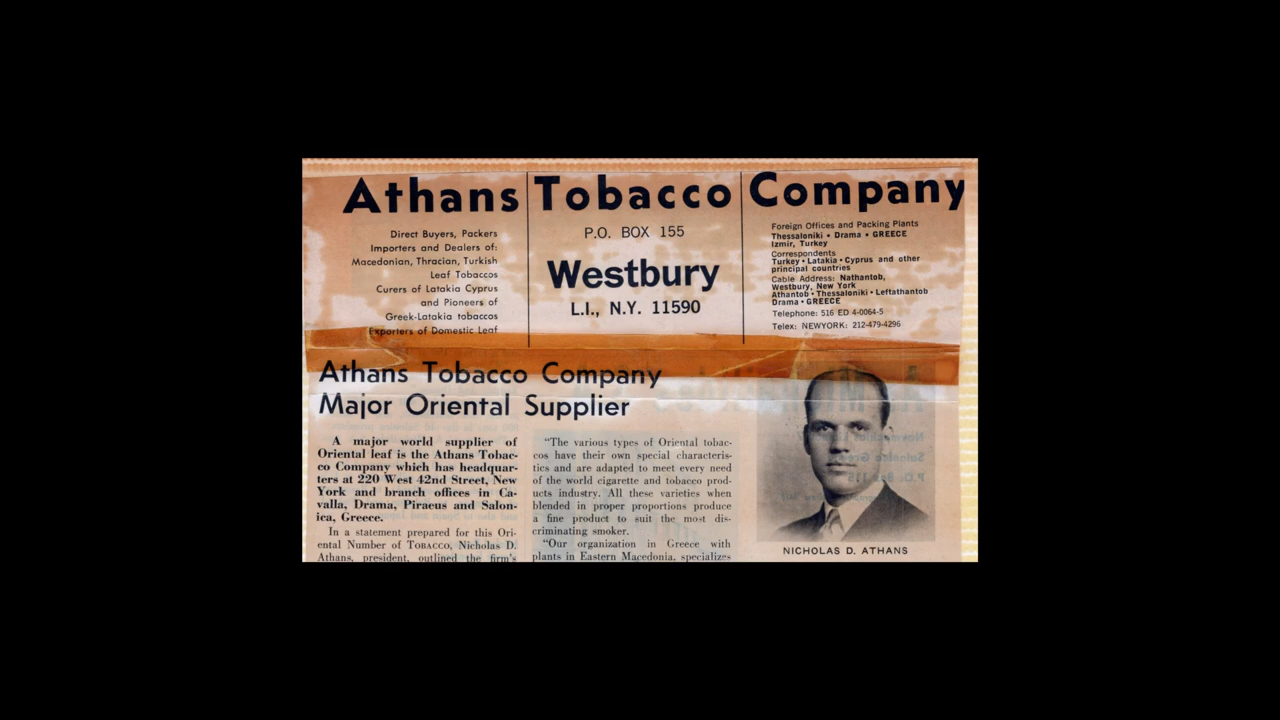 Athans Tobacco Company
Direct Buyers, Packers
Importers and Dealers of:
Macedonian, Thracian, Turkish
Leaf Tobaccos
Curers of Latakia Cyprus
and Pioneers of
Greek-Latakia tobaccos
Exporters of Domestic Leaf
P.O. BOX 155
Westbury
L.I., N.Y. 11590
Foreign Offices and Packing Plants
Thessaloniki • Drama • GREECE
Izmir, Turkey
Correspondents
Turkey • Latakia • Cyprus and other
principal countries
Cable Address: Nathantob,
Westbury, New York
Athantob • Thessaloniki • Leftathantob
Drama • GREECE
Telephone: 516 ED 4-0064-5
Telex: NEWYORK: 212-479-4296
Athans Tobacco Company
Major Oriental Supplier
A major world supplier of
Oriental leaf is the Athans Tobac-
co Company which has headquar-
ters at 220 West 42nd Street, New
York and branch offices in Ca-
valla, Drama, Piraeus and Salon-
ica, Greece.
In a statement prepared for this Ori-
ental Number of TOBACCO, Nicholas D.
Athans, president, outlined the firm's
"The various types of Oriental tobac-
cos have their own special characteris-
tics and are adapted to meet every need
of the world cigarette and tobacco prod-
ucts industry. All these varieties when
blended in proper proportions produce
a fine product to suit the most dis-
criminating smoker.
"Our organization in Greece with
plants in Eastern Macedonia, specializes
NICHOLAS D. ATHANS